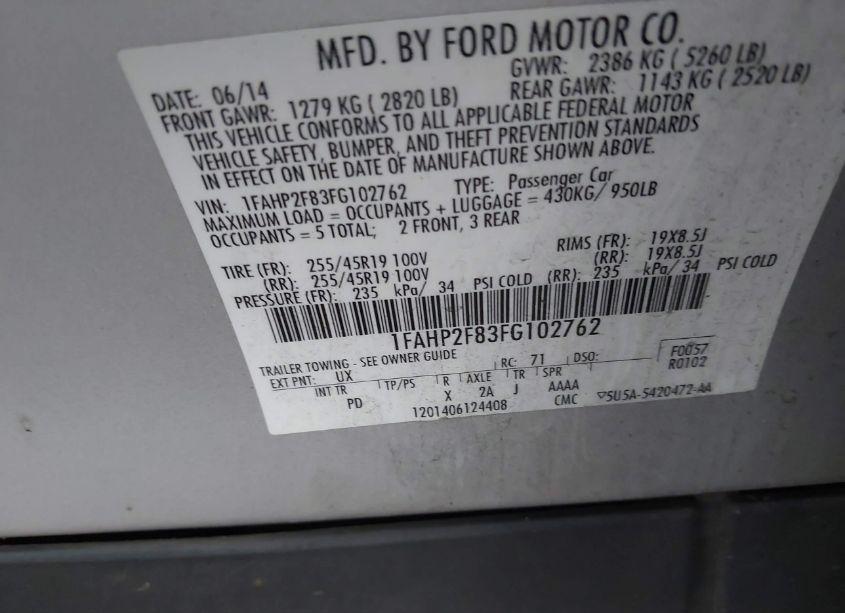 MFD. BY FORD MOTOR CO.
DATE: 06/14 GVWR: 2386 KG ( 5260 LB)
FRONT GAWR: 1279 KG ( 2820 LB) REAR GAWR: 1143 KG ( 2520 LB)
THIS VEHICLE CONFORMS TO ALL APPLICABLE FEDERAL MOTOR
VEHICLE SAFETY, BUMPER, AND THEFT PREVENTION STANDARDS
IN EFFECT ON THE DATE OF MANUFACTURE SHOWN ABOVE.
VIN: 1FAHP2F83FG102762 TYPE: Passenger Car
MAXIMUM LOAD = OCCUPANTS + LUGGAGE = 430KG/ 950LB
OCCUPANTS = 5 TOTAL; 2 FRONT, 3 REAR
TIRE (FR): 255/45R19 100V RIMS (FR): 19X8.5J
(RR): 255/45R19 100V (RR): 19X8.5J
PRESSURE (FR): 235 kPa/ 34 PSI COLD (RR): 235 kPa/ 34 PSI COLD
1FAHP2F83FG102762
TRAILER TOWING - SEE OWNER GUIDE
EXT PNT: UX RC: 71 DSO: F0057
R0102
INT TR TP/PS R AXLE TR SPR
PD X 2A J AAAA
1201406124408 CMC ▽5U5A-5420472-AA